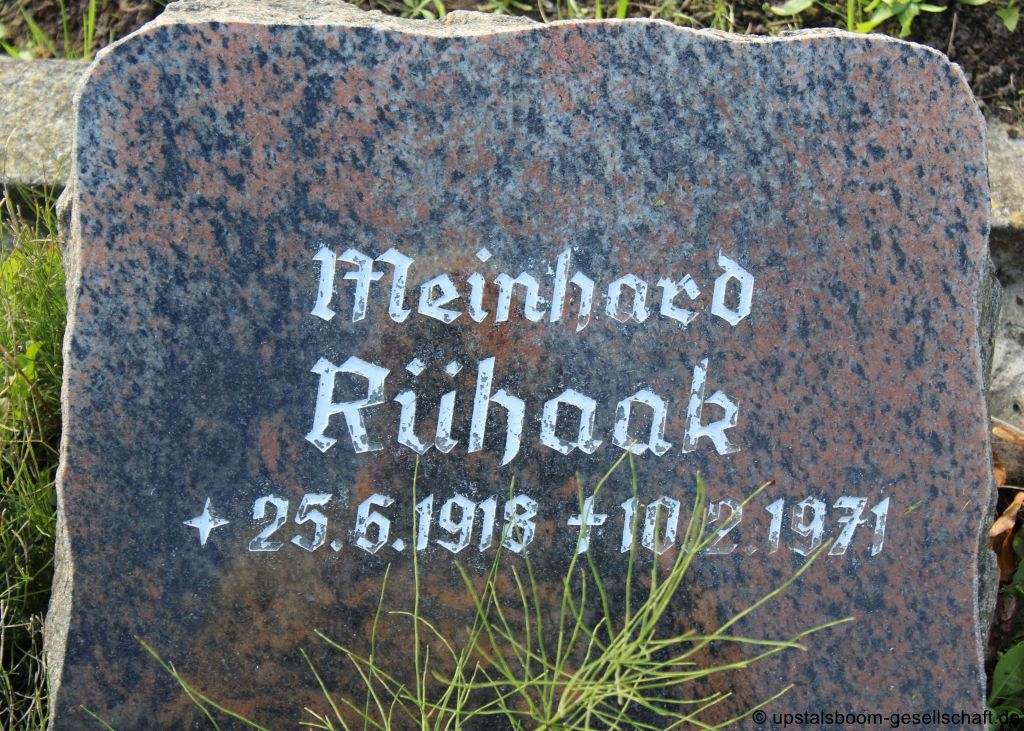 Meinhard
Rühaak
* 25.6.1918 † 10.2.1971
© upstalsboom-gesellschaft.de